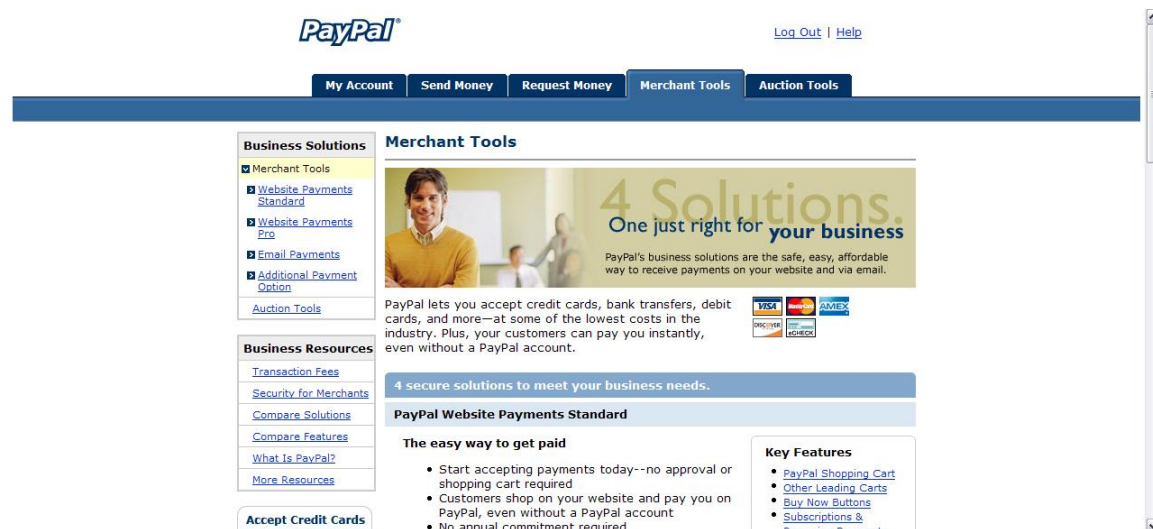 PayPal®
Log Out | Help
My Account
Send Money
Request Money
Merchant Tools
Auction Tools
Business Solutions
Merchant Tools
Website Payments
Standard
Website Payments
Pro
Email Payments
Additional Payment
Option
Auction Tools
Business Resources
Transaction Fees
Security for Merchants
Compare Solutions
Compare Features
What Is PayPal?
More Resources
Accept Credit Cards
Merchant Tools
4 Solutions.
One just right for your business
PayPal's business solutions are the safe, easy, affordable
way to receive payments on your website and via email.
PayPal lets you accept credit cards, bank transfers, debit
cards, and more—at some of the lowest costs in the
industry. Plus, your customers can pay you instantly,
even without a PayPal account.
VISA MasterCard AMEX
DISCOVER eCHECK
4 secure solutions to meet your business needs.
PayPal Website Payments Standard
The easy way to get paid
• Start accepting payments today--no approval or
shopping cart required
• Customers shop on your website and pay you on
PayPal, even without a PayPal account
• No annual commitment required
Key Features
• PayPal Shopping Cart
• Other Leading Carts
• Buy Now Buttons
• Subscriptions &